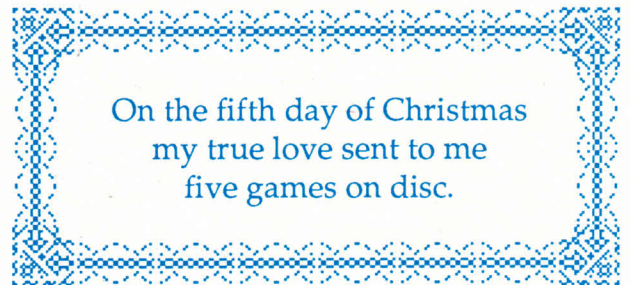 On the fifth day of Christmas
my true love sent to me
five games on disc.